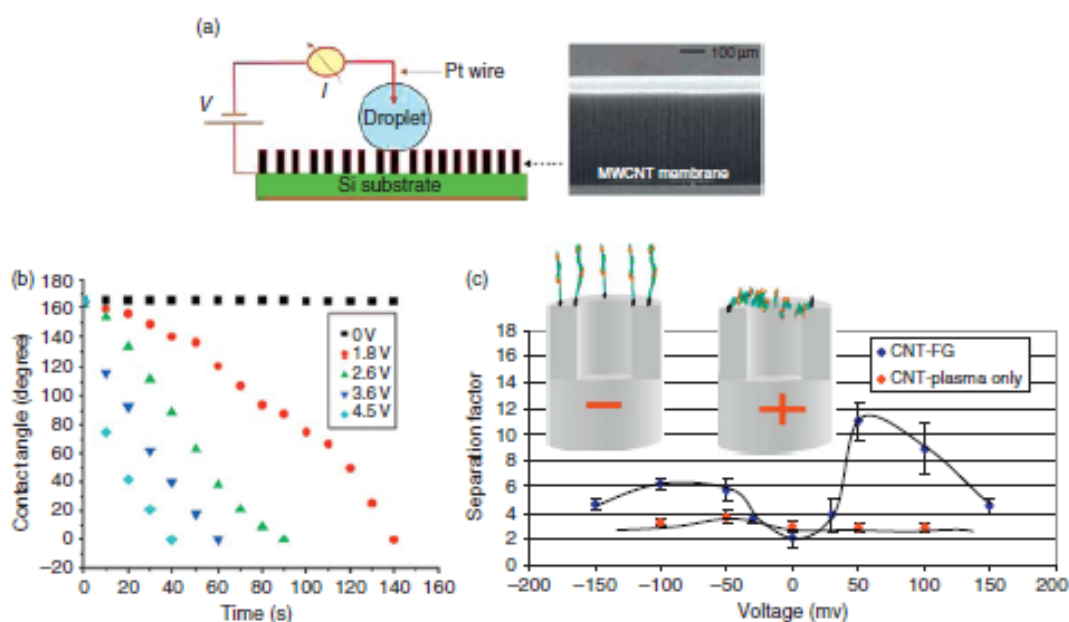 (a)
100 µm
Pt wire
I
V
Droplet
MWCNT membrane
Si substrate
(b)
180
160
140
120
100
80
60
40
20
0
−20
0 20 40 60 80 100 120 140 160
Contact angle (degree)
Time (s)
0 V
1.8 V
2.6 V
3.6 V
4.5 V
(c)
18
16
14
12
10
8
6
4
2
0
−200 −150 −100 −50 0 50 100 150 200
Separation factor
Voltage (mv)
CNT-FG
CNT-plasma only
−
+